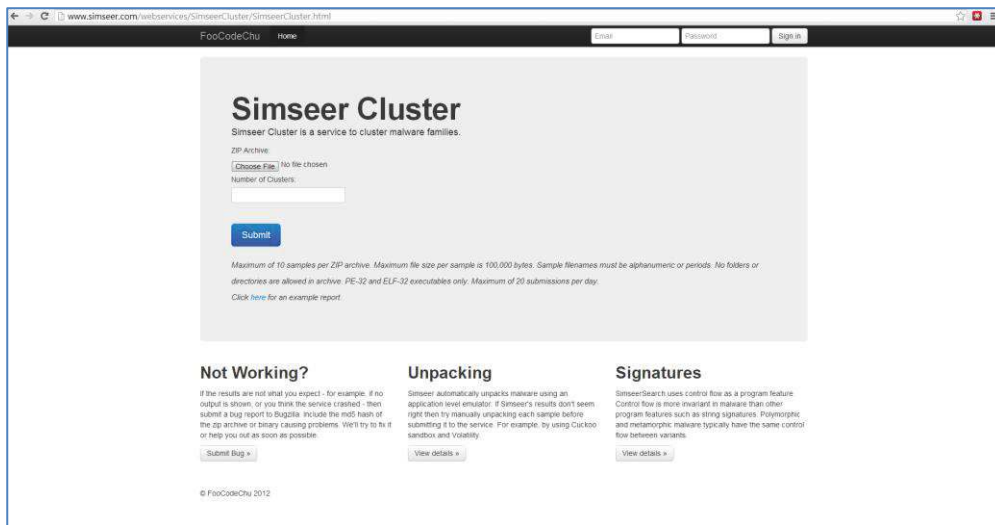 www.simseer.com/webservices/SimseerCluster/SimseerCluster.html
FooCodeChu Home Email Password Sign in
Simseer Cluster
Simseer Cluster is a service to cluster malware families.
ZIP Archive:
Choose File No file chosen
Number of Clusters:
Submit
Maximum of 10 samples per ZIP archive. Maximum file size per sample is 100,000 bytes. Sample filenames must be alphanumeric or periods. No folders or
directories are allowed in archive. PE-32 and ELF-32 executables only. Maximum of 20 submissions per day.
Click here for an example report.
Not Working?
If the results are not what you expect - for example, if no
output is shown, or you think the service crashed - then
submit a bug report to Bugzilla. Include the md5 hash of
the zip archive or binary causing problems. We'll try to fix it
or help you out as soon as possible.
Submit Bug »
Unpacking
Simseer automatically unpacks malware using an
application level emulator. If Simseer's results don't seem
right then try manually unpacking each sample before
submitting it to the service. For example, by using Cuckoo
sandbox and Volatility.
View details »
Signatures
SimseerSearch uses control flow as a program feature.
Control flow is more invariant in malware than other
program features such as string signatures. Polymorphic
and metamorphic malware typically have the same control
flow between variants.
View details »
© FooCodeChu 2012